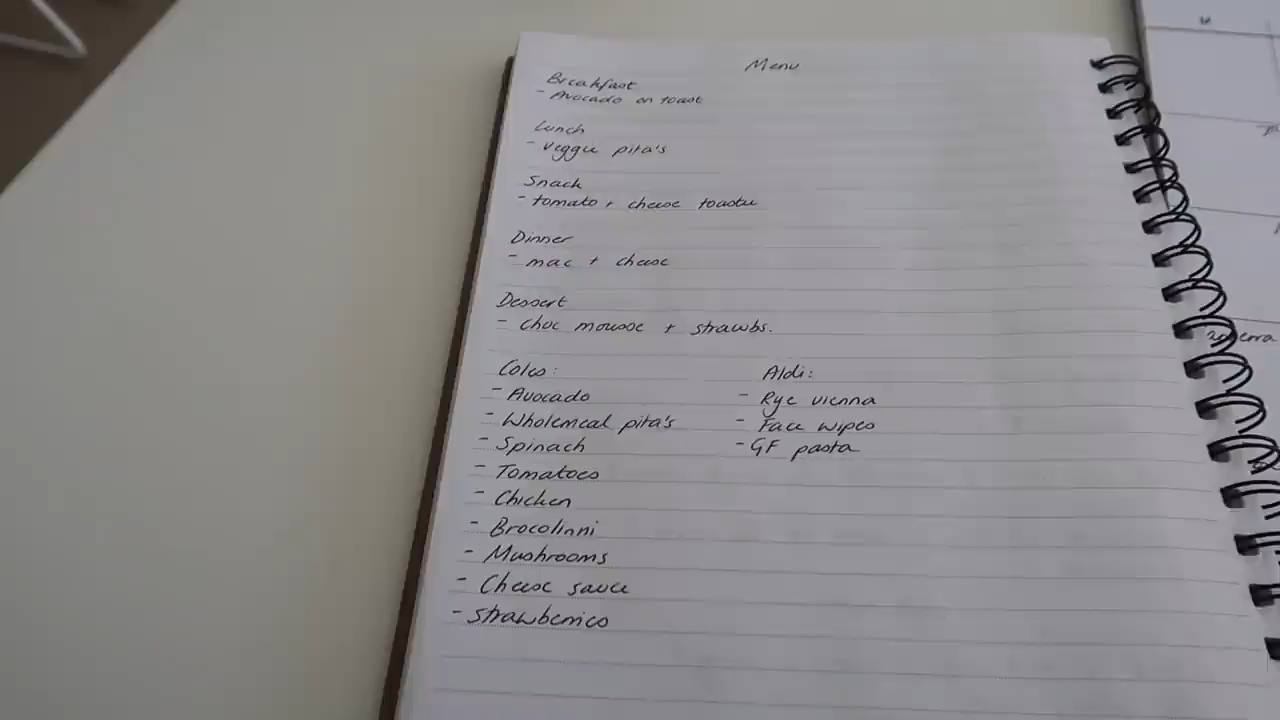 Menu
Breakfast
- Avocado on toast
Lunch
- Veggie pita's
Snack
- tomato + cheese toastie
Dinner
- mac + cheese
Dessert
- choc mousse + strawbs.
Coles:
- Avocado
- Wholemeal pita's
- Spinach
- Tomatoes
- Chicken
- Brocolinni
- Mushrooms
- Cheese sauce
- Strawberries
Aldi:
- Rye vienna
- Face wipes
- GF pasta